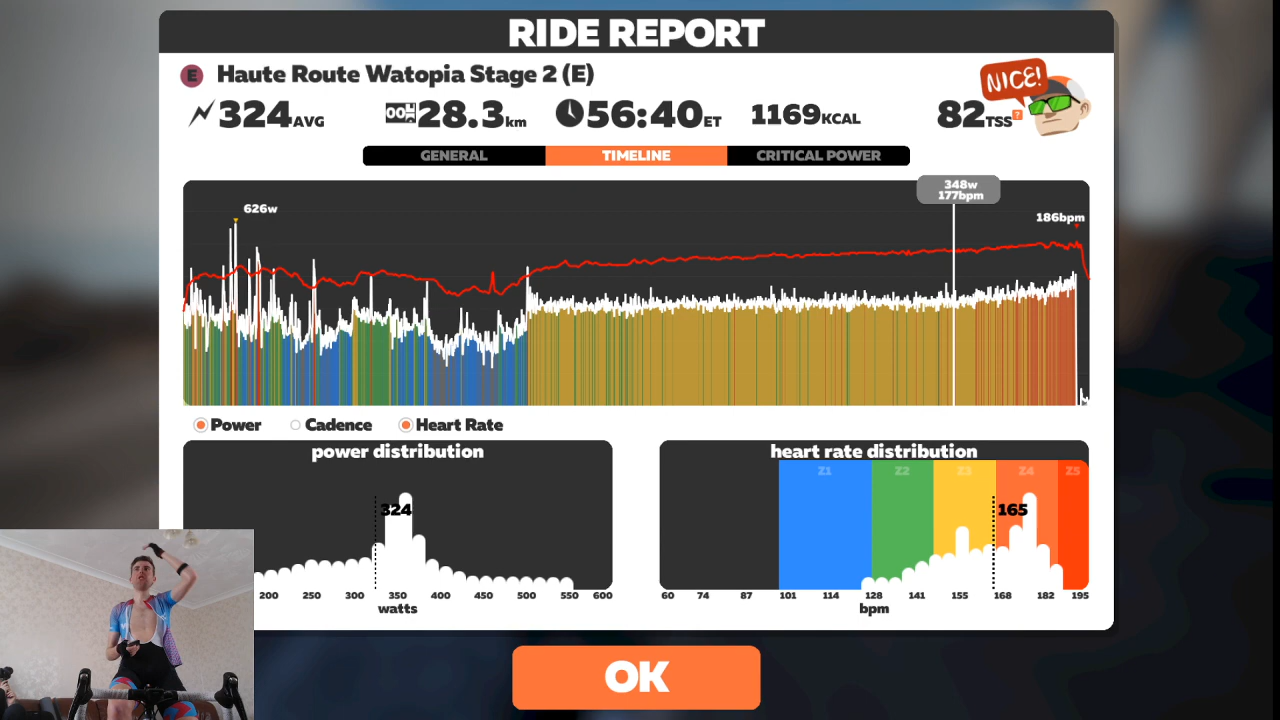 RIDE REPORT
E Haute Route Watopia Stage 2 (E)
NICE!
324AVG 28.3km 56:40ET 1169KCAL 82TSS?
GENERAL TIMELINE CRITICAL POWER
348w
177bpm
626w
186bpm
Power Cadence Heart Rate
power distribution
324
200 250 300 350 400 450 500 550 600
watts
heart rate distribution
Z1 Z2 Z3 Z4 Z5
165
60 74 87 101 114 128 141 155 168 182 195
bpm
OK